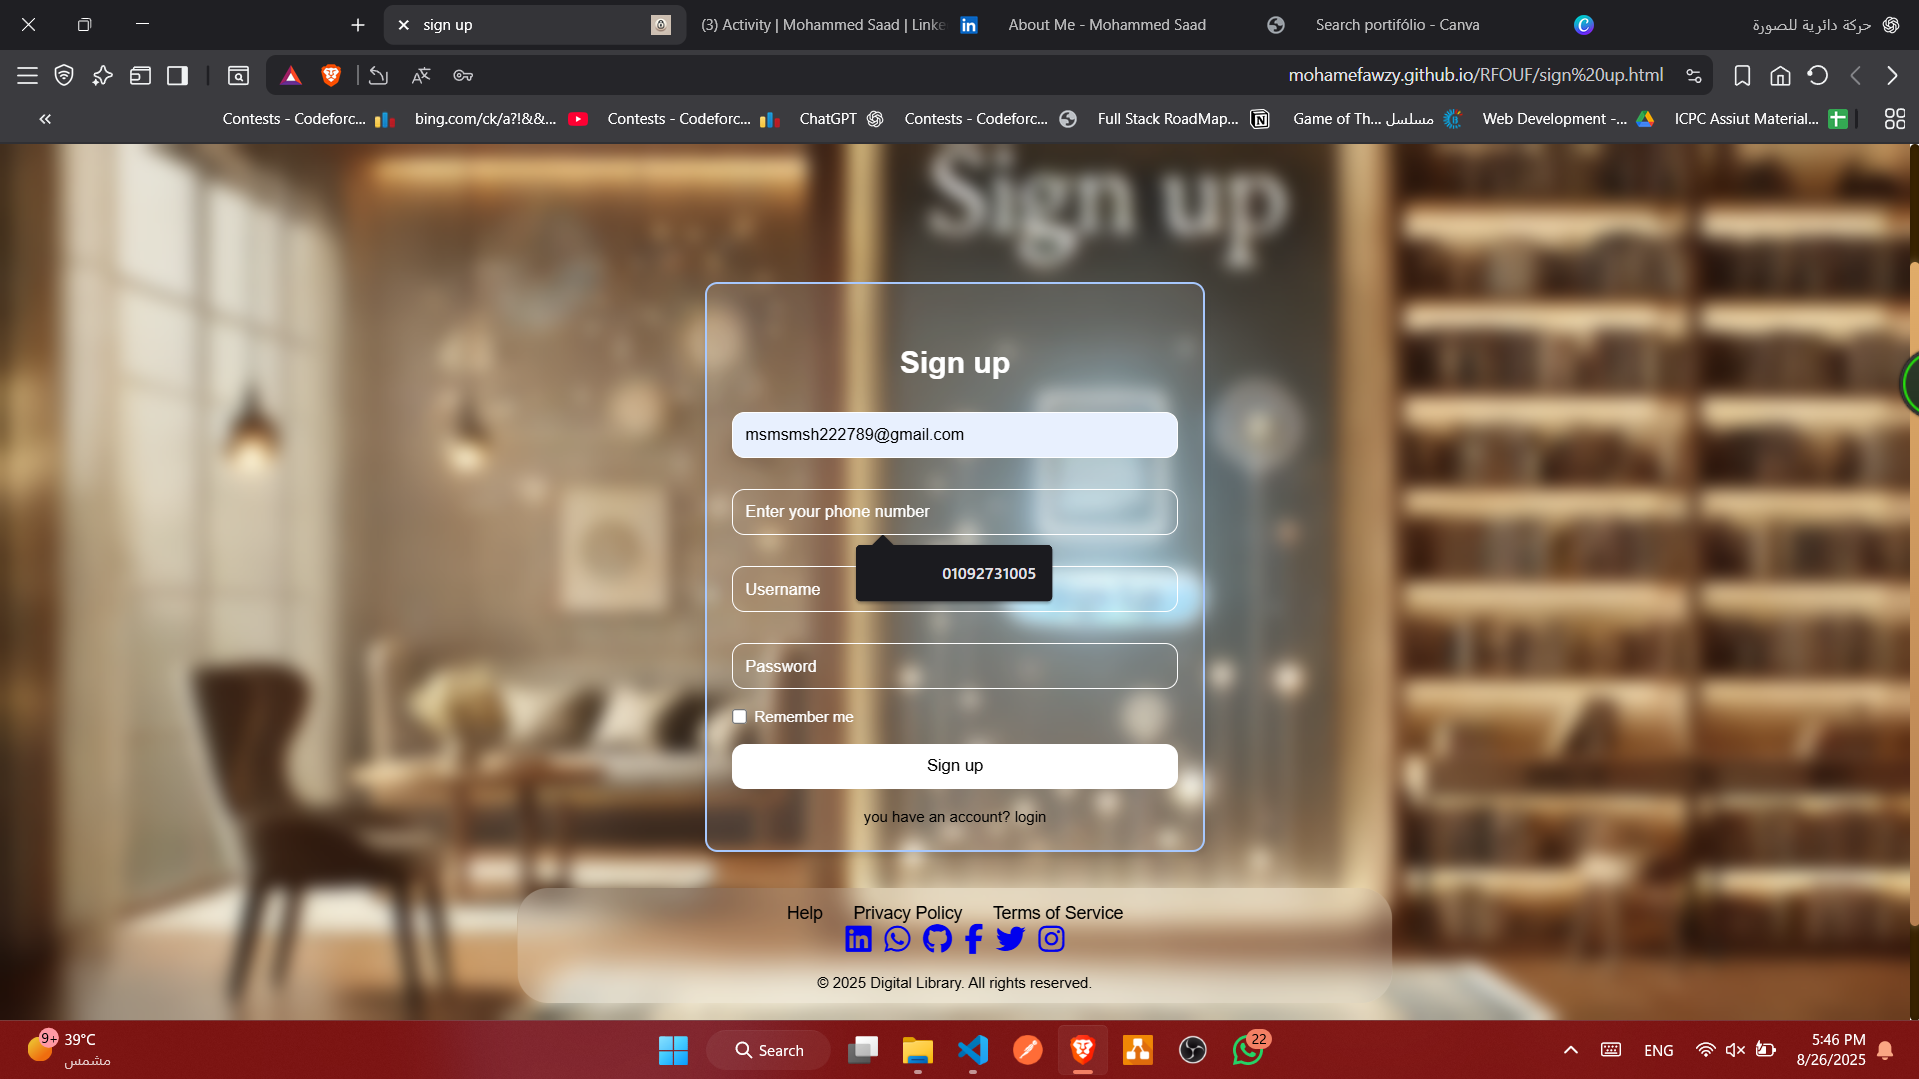 sign up
(3) Activity | Mohammed Saad | Linke
About Me - Mohammed Saad
Search portifólio - Canva
حركة دائرية للصورة
mohamefawzy.github.io/RFOUF/sign%20up.html
Contests - Codeforc...
bing.com/ck/a?!&&...
Contests - Codeforc...
ChatGPT
Contests - Codeforc...
Full Stack RoadMap...
مسلسل Game of Th...
Web Development -...
ICPC Assiut Material...
Sign up
Sign up
msmsmsh222789@gmail.com
Enter your phone number
01092731005
Username
Password
Remember me
Sign up
you have an account? login
Help
Privacy Policy
Terms of Service
© 2025 Digital Library. All rights reserved.
9+
39°C
مشمس
Search
22
ENG
5:46 PM
8/26/2025